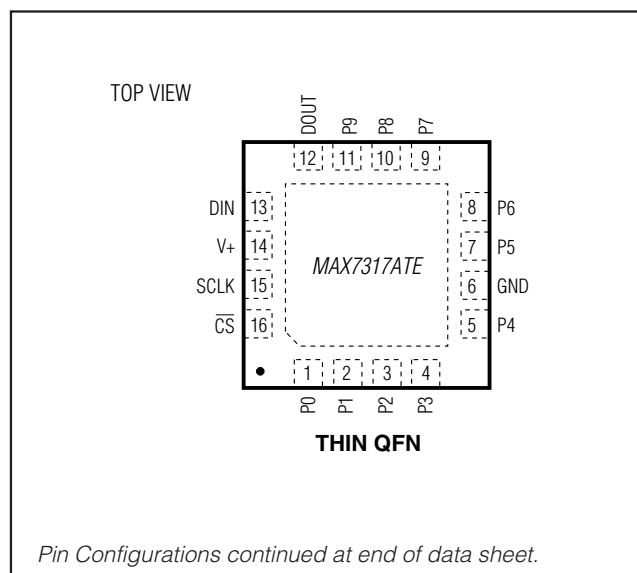 TOP VIEW
DOUT P9 P8 P7
12 11 10 9
DIN 13 8 P6
V+ 14 7 P5
MAX7317ATE
SCLK 15 6 GND
C̅S̅ 16 5 P4
1 2 3 4
P0 P1 P2 P3
THIN QFN
Pin Configurations continued at end of data sheet.